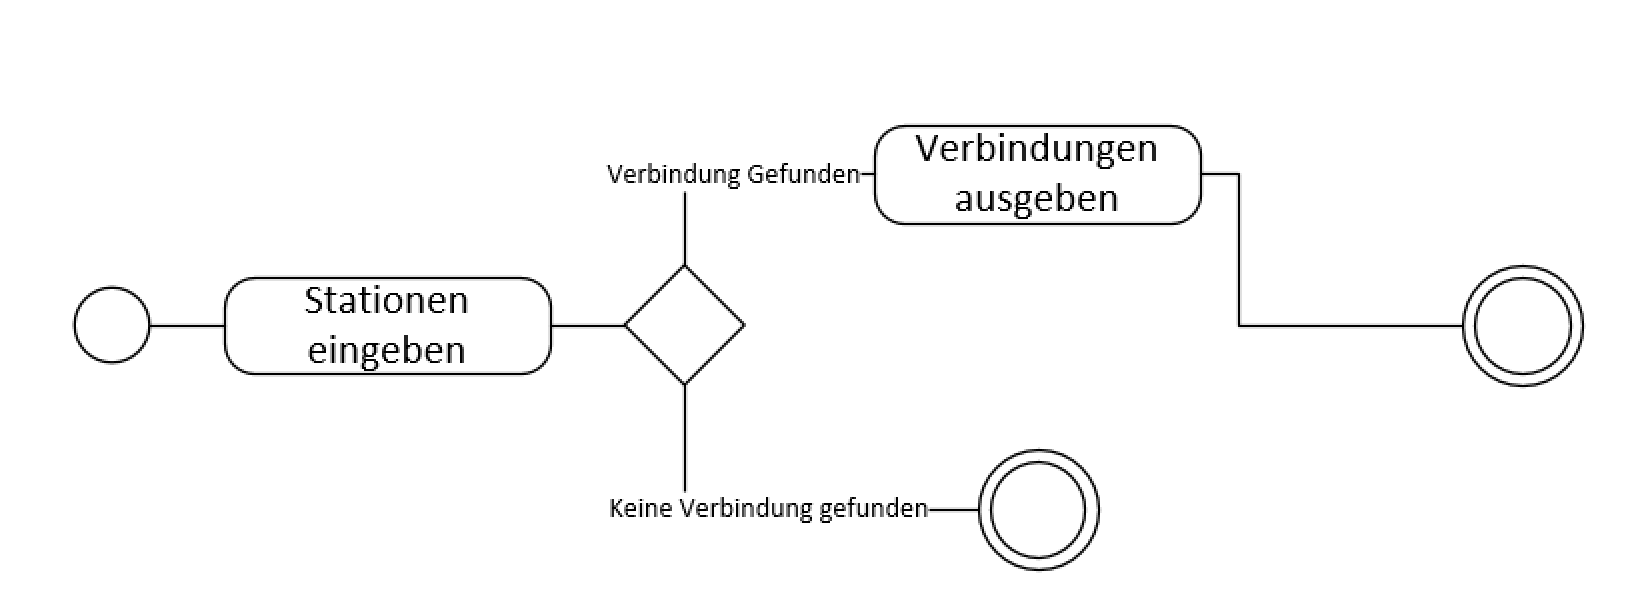 Verbindung Gefunden
Verbindungen
ausgeben
Stationen
eingeben
Keine Verbindung gefunden